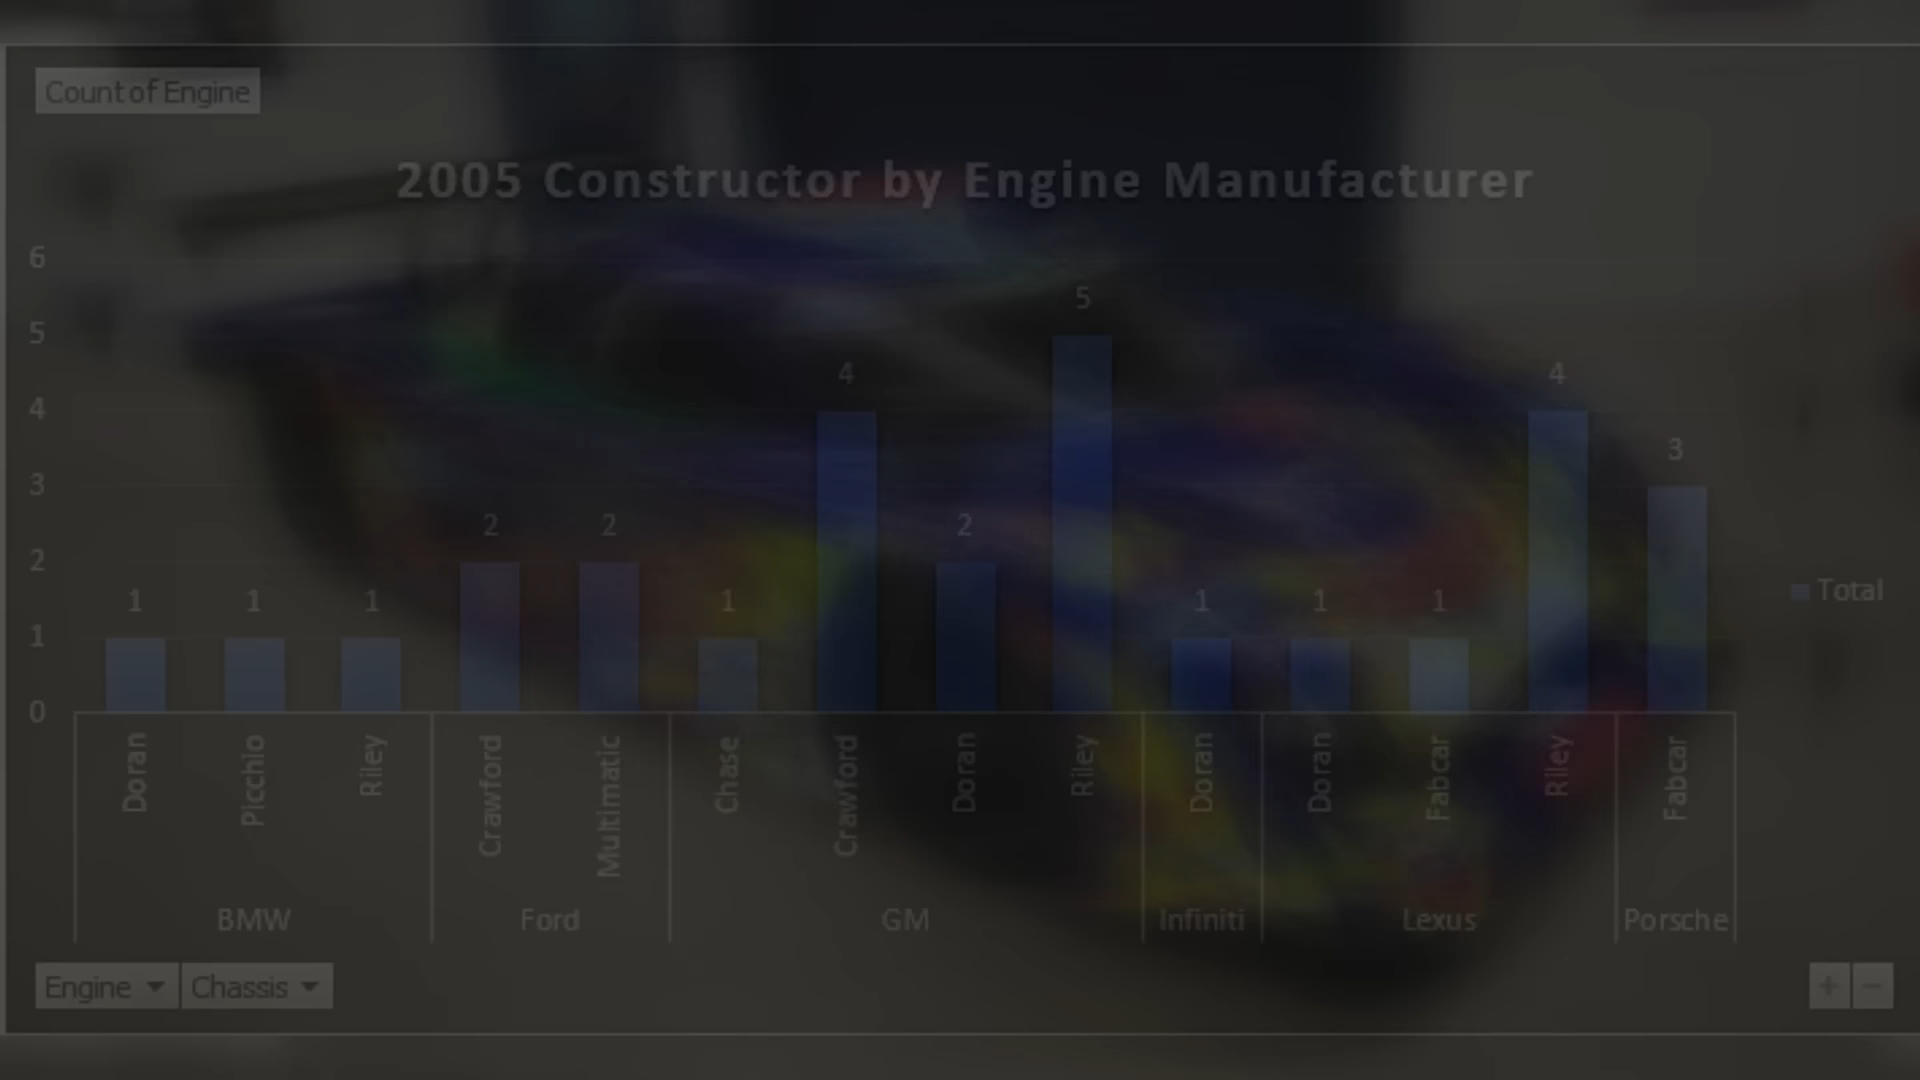 Count of Engine
2005 Constructor by Engine Manufacturer
6
5
4
3
2
1
0
1
1
1
2
2
1
4
2
5
1
1
1
4
3
Total
Doran
Picchio
Riley
Crawford
Multimatic
Chase
Crawford
Doran
Riley
Doran
Doran
Fabcar
Riley
Fabcar
BMW
Ford
GM
Infiniti
Lexus
Porsche
Engine
Chassis
+
-